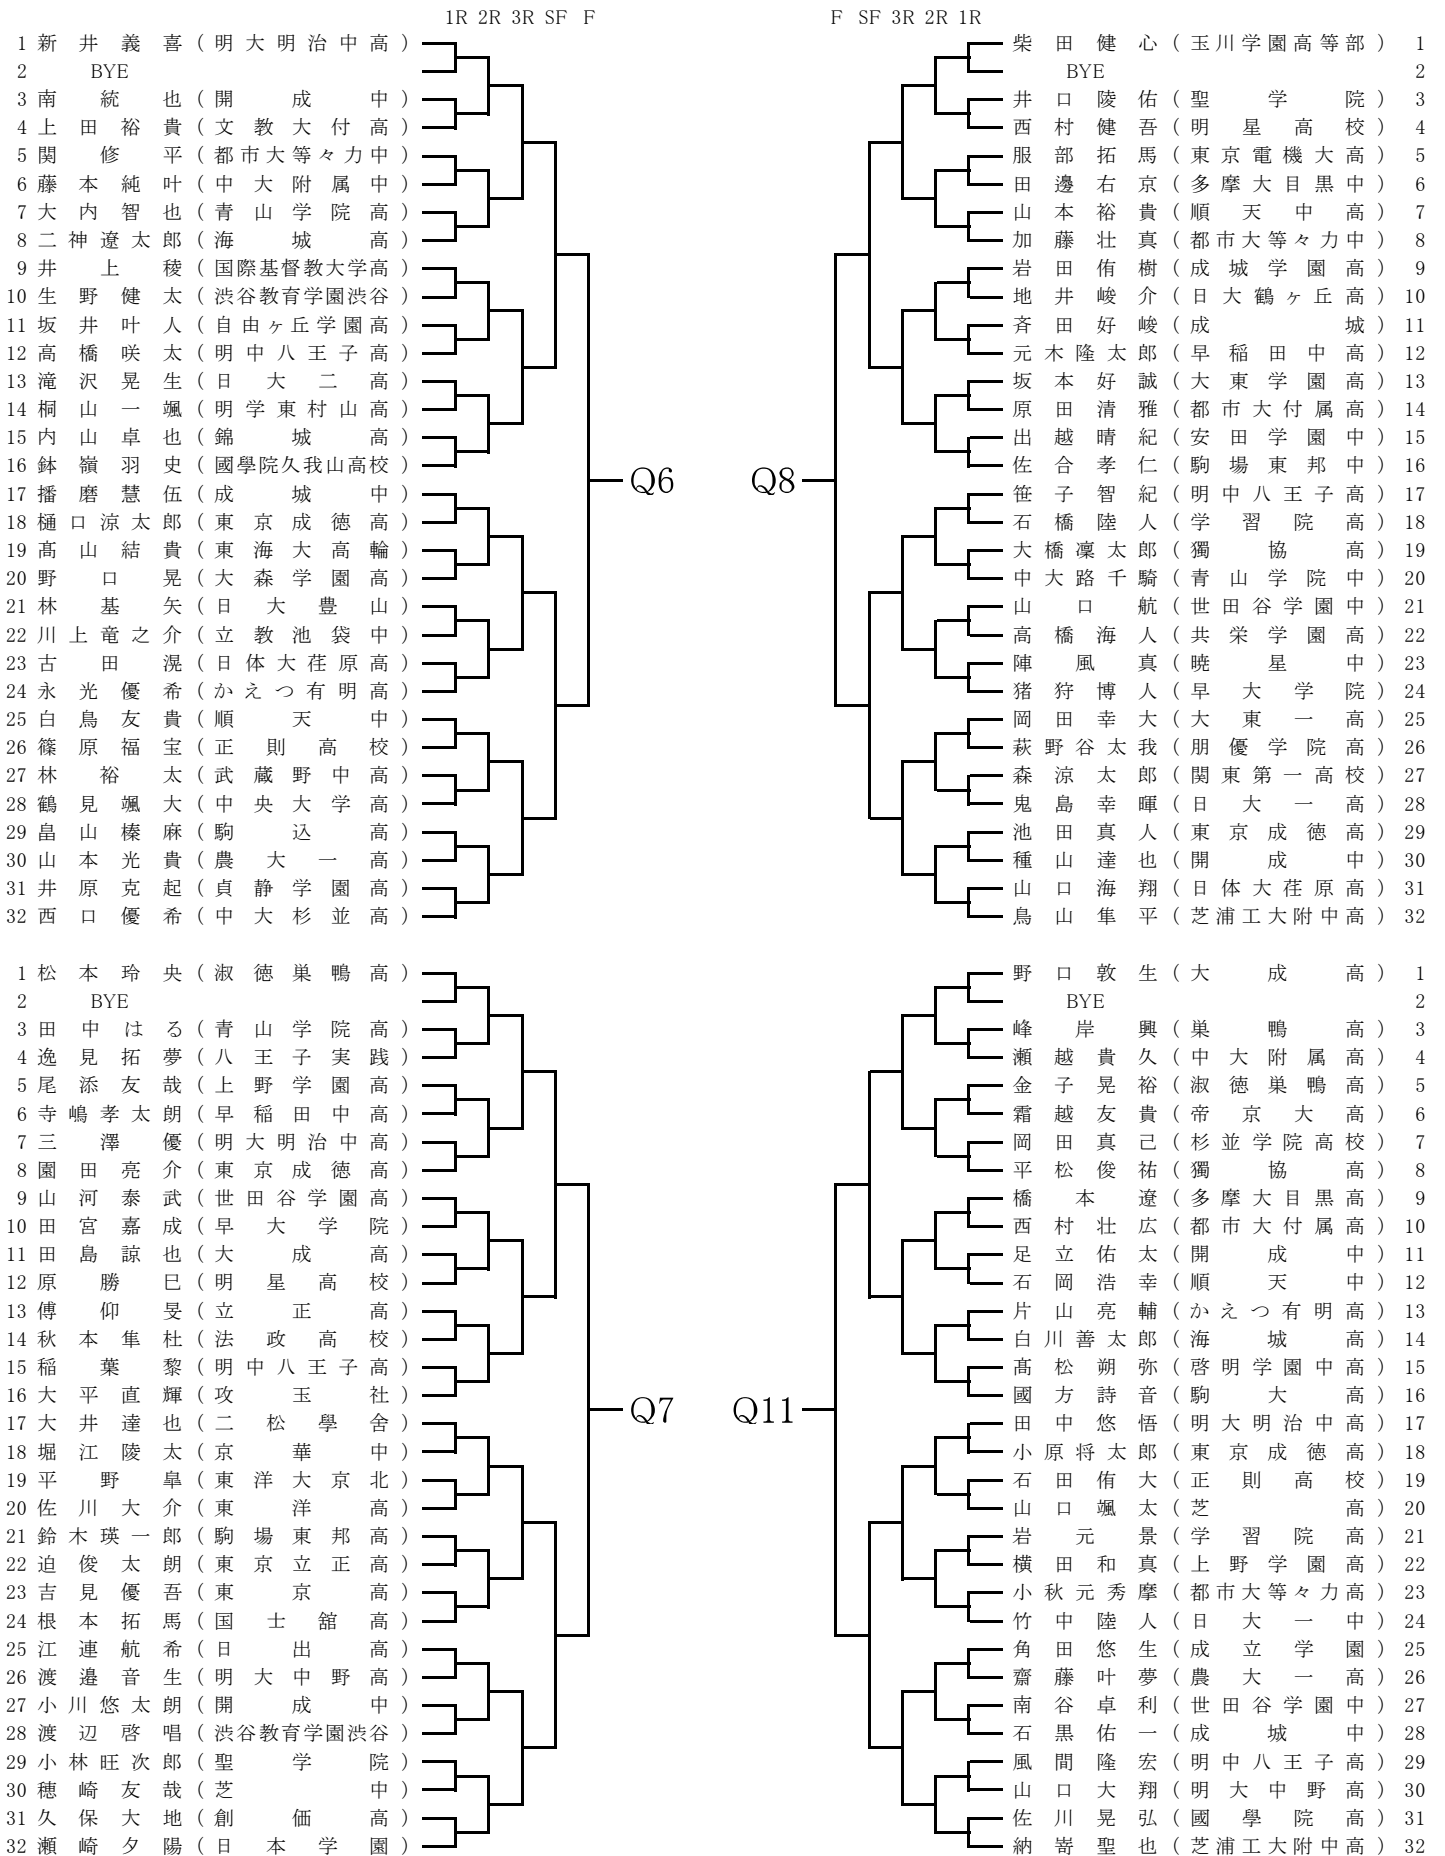 1R 2R 3R SF F
1 新井義喜（明大明治中高）
2 BYE
3 南統也（開成中）
4 上田裕貴（文教大付高）
5 関修平（都市大等々力中）
6 藤本純叶（中大附属中）
7 大内智也（青山学院高）
8 二神遼太郎（海城高）
9 井上稜（国際基督教大学高）
10 生野健太（渋谷教育学園渋谷）
11 坂井叶人（自由ヶ丘学園高）
12 高橋咲太（明中八王子高）
13 滝沢晃生（日大二高）
14 桐山一颯（明学東村山高）
15 内山卓也（錦城高）
16 鉢嶺羽史（國學院久我山高校）
17 播磨慧伍（成城中）
18 樋口涼太郎（東京成徳高）
19 髙山結貴（東海大高輪）
20 野口晃（大森学園高）
21 林基矢（日大豊山）
22 川上竜之介（立教池袋中）
23 古田滉（日体大荏原高）
24 永光優希（かえつ有明高）
25 白鳥友貴（順天中）
26 篠原福宝（正則高校）
27 林裕太（武蔵野中高）
28 鶴見颯大（中央大学高）
29 畠山榛麻（駒込高）
30 山本光貴（農大一高）
31 井原克起（貞静学園高）
32 西口優希（中大杉並高）
Q6
F SF 3R 2R 1R
柴田健心（玉川学園高等部）1
BYE 2
井口陵佑（聖学院）3
西村健吾（明星高校）4
服部拓馬（東京電機大高）5
田邊右京（多摩大目黒中）6
山本裕貴（順天中高）7
加藤壮真（都市大等々力中）8
岩田侑樹（成城学園高）9
地井峻介（日大鶴ヶ丘高）10
斉田好峻（成城）11
元木隆太郎（早稲田中高）12
坂本好誠（大東学園高）13
原田清雅（都市大付属高）14
出越晴紀（安田学園中）15
佐合孝仁（駒場東邦中）16
笹子智紀（明中八王子高）17
石橋陸人（学習院高）18
大橋凜太郎（獨協高）19
中大路千騎（青山学院中）20
山口航（世田谷学園中）21
高橋海人（共栄学園高）22
陣風真（暁星中）23
猪狩博人（早大学院）24
岡田幸大（大東一高）25
萩野谷太我（朋優学院高）26
森涼太郎（関東第一高校）27
鬼島幸暉（日大一高）28
池田真人（東京成徳高）29
種山達也（開成中）30
山口海翔（日体大荏原高）31
鳥山隼平（芝浦工大附中高）32
Q8
1 松本玲央（淑徳巣鴨高）
2 BYE
3 田中はる（青山学院高）
4 逸見拓夢（八王子実践）
5 尾添友哉（上野学園高）
6 寺嶋孝太朗（早稲田中高）
7 三澤優（明大明治中高）
8 園田亮介（東京成徳高）
9 山河泰武（世田谷学園高）
10 田宮嘉成（早大学院）
11 田島諒也（大成高）
12 原勝巳（明星高校）
13 傅仰旻（立正高）
14 秋本隼杜（法政高校）
15 稲葉黎（明中八王子高）
16 大平直輝（攻玉社）
17 大井達也（二松學舎）
18 堀江陵太（京華中）
19 平野皐（東洋大京北）
20 佐川大介（東洋高）
21 鈴木瑛一郎（駒場東邦高）
22 迫俊太朗（東京立正高）
23 吉見優吾（東京高）
24 根本拓馬（国士舘高）
25 江連航希（日出高）
26 渡邉音生（明大中野高）
27 小川悠太朗（開成中）
28 渡辺啓唱（渋谷教育学園渋谷）
29 小林旺次郎（聖学院）
30 穂崎友哉（芝中）
31 久保大地（創価高）
32 瀬崎夕陽（日本学園）
Q7
野口敦生（大成高）1
BYE 2
峰岸興（巣鴨高）3
瀬越貴久（中大附属高）4
金子晃裕（淑徳巣鴨高）5
霜越友貴（帝京大高）6
岡田真己（杉並学院高校）7
平松俊祐（獨協高）8
橋本遼（多摩大目黒高）9
西村壮広（都市大付属高）10
足立佑太（開成中）11
石岡浩幸（順天中）12
片山亮輔（かえつ有明高）13
白川善太郎（海城高）14
髙松朔弥（啓明学園中高）15
國方詩音（駒大高）16
田中悠悟（明大明治中高）17
小原将太郎（東京成徳高）18
石田侑大（正則高校）19
山口颯太（芝高）20
岩元景（学習院高）21
横田和真（上野学園高）22
小秋元秀摩（都市大等々力高）23
竹中陸人（日大一中）24
角田悠生（成立学園）25
齋藤叶夢（農大一高）26
南谷卓利（世田谷学園中）27
石黒佑一（成城中）28
風間隆宏（明中八王子高）29
山口大翔（明大中野高）30
佐川晃弘（國學院高）31
納嵜聖也（芝浦工大附中高）32
Q11